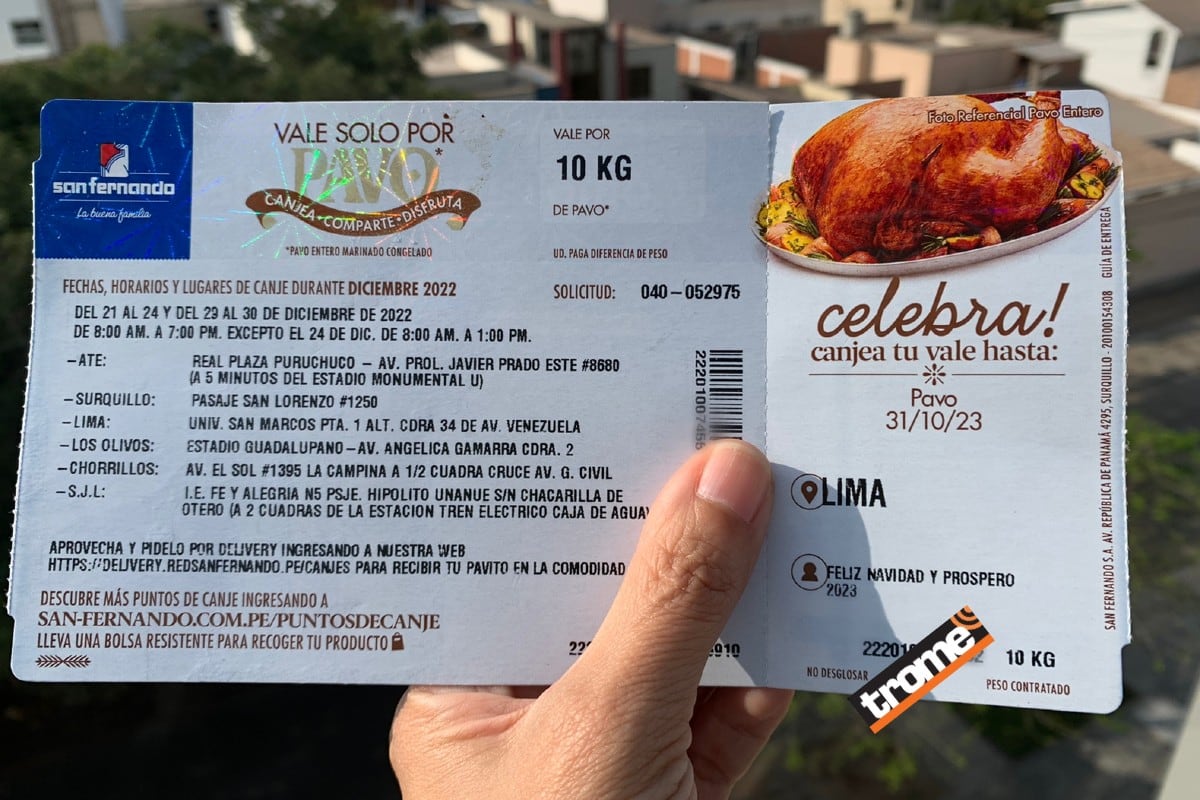 sanfernando
La buena familia
VALE SOLO POR
PAVO*
CANJEA • COMPARTE • DISFRUTA
*PAVO ENTERO MARINADO CONGELADO
VALE POR
10 KG
DE PAVO*
UD. PAGA DIFERENCIA DE PESO
FECHAS, HORARIOS Y LUGARES DE CANJE DURANTE DICIEMBRE 2022
SOLICITUD: 040-052975
DEL 21 AL 24 Y DEL 29 AL 30 DE DICIEMBRE DE 2022
DE 8:00 AM. A 7:00 PM. EXCEPTO EL 24 DE DIC. DE 8:00 AM. A 1:00 PM.
-ATE: REAL PLAZA PURUCHUCO - AV. PROL. JAVIER PRADO ESTE #8680
(A 5 MINUTOS DEL ESTADIO MONUMENTAL U)
-SURQUILLO: PASAJE SAN LORENZO #1250
-LIMA: UNIV. SAN MARCOS PTA. 1 ALT. CDRA 34 DE AV. VENEZUELA
-LOS OLIVOS: ESTADIO GUADALUPANO-AV. ANGELICA GAMARRA CDRA. 2
-CHORRILLOS: AV. EL SOL #1395 LA CAMPINA A 1/2 CUADRA CRUCE AV. G. CIVIL
-S.J.L: I.E. FE Y ALEGRIA N5 PSJE. HIPOLITO UNANUE S/N CHACARILLA DE
OTERO (A 2 CUADRAS DE LA ESTACION TREN ELECTRICO CAJA DE AGUA
APROVECHA Y PIDELO POR DELIVERY INGRESANDO A NUESTRA WEB
HTTPS://DELIVERY.REDSANFERNANDO.PE/CANJES PARA RECIBIR TU PAVITO EN LA COMODIDAD
DESCUBRE MÁS PUNTOS DE CANJE INGRESANDO A
SAN-FERNANDO.COM.PE/PUNTOSDECANJE
LLEVA UNA BOLSA RESISTENTE PARA RECOGER TU PRODUCTO
Foto Referencial Pavo Entero
celebra!
canjea tu vale hasta:
Pavo
31/10/23
LIMA
FELIZ NAVIDAD Y PROSPERO
2023
10 KG
NO DESGLOSAR
PESO CONTRATADO
SAN FERNANDO S.A. AV. REPÚBLICA DE PANAMÁ 4295, SURQUILLO - 20100154308 GUÍA DE ENTREGA
trome